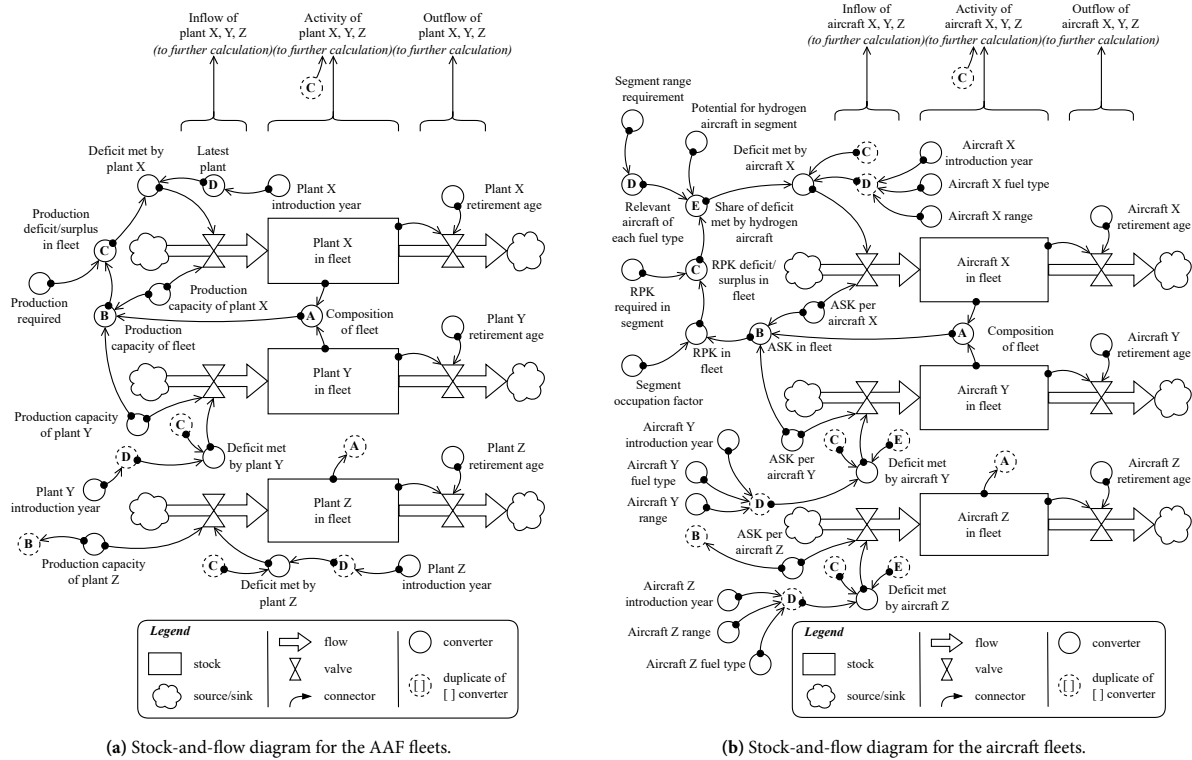 Inflow of
plant X, Y, Z
(to further calculation)
Activity of
plant X, Y, Z
(to further calculation)
Outflow of
plant X, Y, Z
(to further calculation)
C
Deficit met by
plant X
Latest
plant
D
Plant X
introduction year
Plant X
retirement age
Production
deficit/surplus
in fleet
C
Plant X
in fleet
Production
required
Production
capacity of plant X
B
Production
capacity of fleet
A
Composition
of fleet
Plant Y
retirement age
Plant Y
in fleet
Production capacity
of plant Y
C
D
Deficit met
by plant Y
A
Plant Z
retirement age
Plant Y
introduction year
Plant Z
in fleet
B
Production capacity
of plant Z
C
Deficit met by
plant Z
D
Plant Z
introduction year
Legend
stock
source/sink
flow
valve
connector
converter
[ ]
duplicate of
[ ] converter
(a) Stock-and-flow diagram for the AAF fleets.
Inflow of
aircraft X, Y, Z
(to further calculation)
Activity of
aircraft X, Y, Z
(to further calculation)
Outflow of
aircraft X, Y, Z
(to further calculation)
C
Segment range
requirement
Potential for hydrogen
aircraft in segment
Deficit met by
aircraft X
C
Aircraft X
introduction year
D
Aircraft X fuel type
Aircraft X range
D
Relevant
aircraft of
each fuel type
E
Share of deficit
met by hydrogen
aircraft
Aircraft X
retirement age
C
RPK deficit/
surplus in
fleet
RPK
required in
segment
Aircraft X
in fleet
ASK per
aircraft X
RPK in
fleet
B
ASK in fleet
A
Composition
of fleet
Aircraft Y
retirement age
Segment
occupation factor
Aircraft Y
in fleet
Aircraft Y
introduction year
ASK per
aircraft Y
C
E
Deficit met
by aircraft Y
Aircraft Y
fuel type
Aircraft Y
range
D
A
Aircraft Z
retirement age
B
ASK per
aircraft Z
Aircraft Z
in fleet
C
E
Deficit met
by aircraft Z
Aircraft Z
introduction year
D
Aircraft Z range
Aircraft Z fuel type
Legend
stock
source/sink
flow
valve
connector
converter
[ ]
duplicate of
[ ] converter
(b) Stock-and-flow diagram for the aircraft fleets.